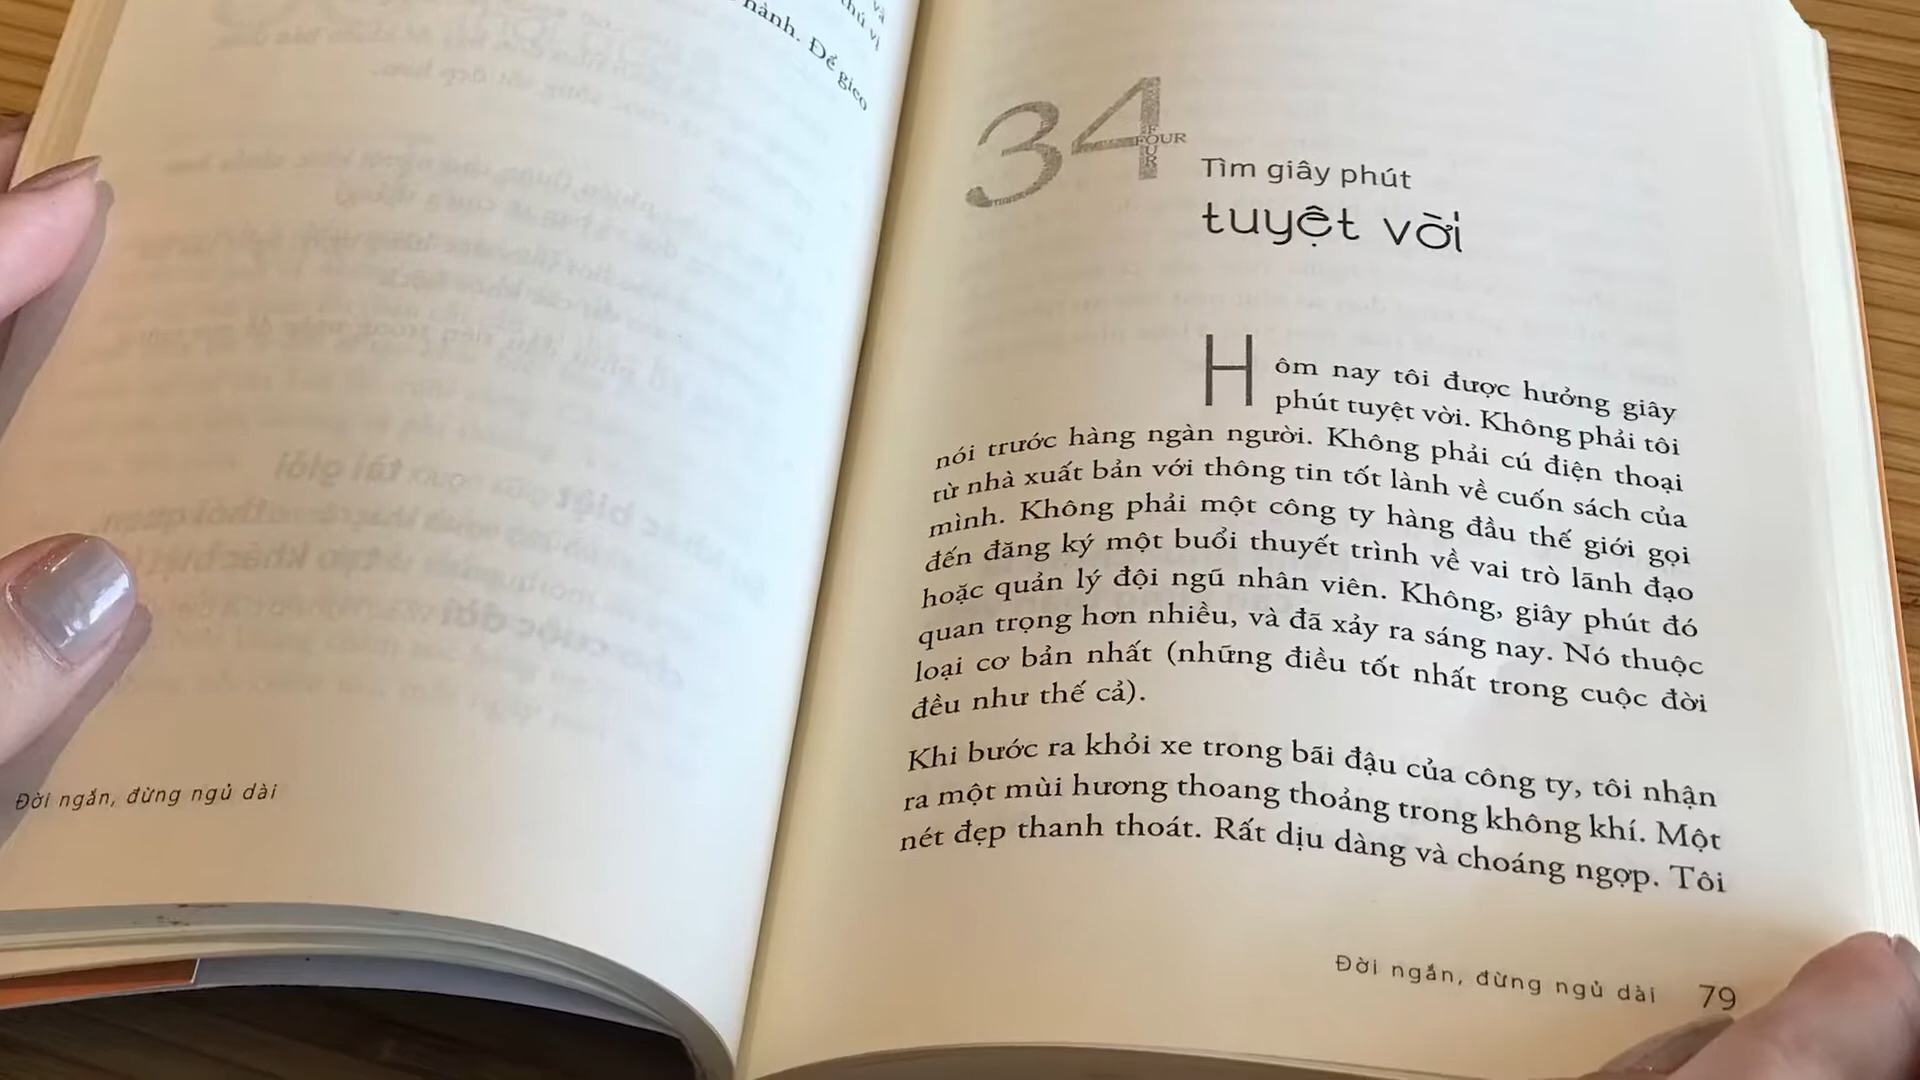 và
thú vị
hành. Để gieo
Đời ngắn, đừng ngủ dài
34
FOUR
FOUR
Tìm giây phút
tuyệt vời
Hôm nay tôi được hưởng giây
phút tuyệt vời. Không phải tôi
nói trước hàng ngàn người. Không phải cú điện thoại
từ nhà xuất bản với thông tin tốt lành về cuốn sách của
mình. Không phải một công ty hàng đầu thế giới gọi
đến đăng ký một buổi thuyết trình về vai trò lãnh đạo
hoặc quản lý đội ngũ nhân viên. Không, giây phút đó
quan trọng hơn nhiều, và đã xảy ra sáng nay. Nó thuộc
loại cơ bản nhất (những điều tốt nhất trong cuộc đời
đều như thế cả).
Khi bước ra khỏi xe trong bãi đậu của công ty, tôi nhận
ra một mùi hương thoang thoảng trong không khí. Một
nét đẹp thanh thoát. Rất dịu dàng và choáng ngợp. Tôi
Đời ngắn, đừng ngủ dài 79